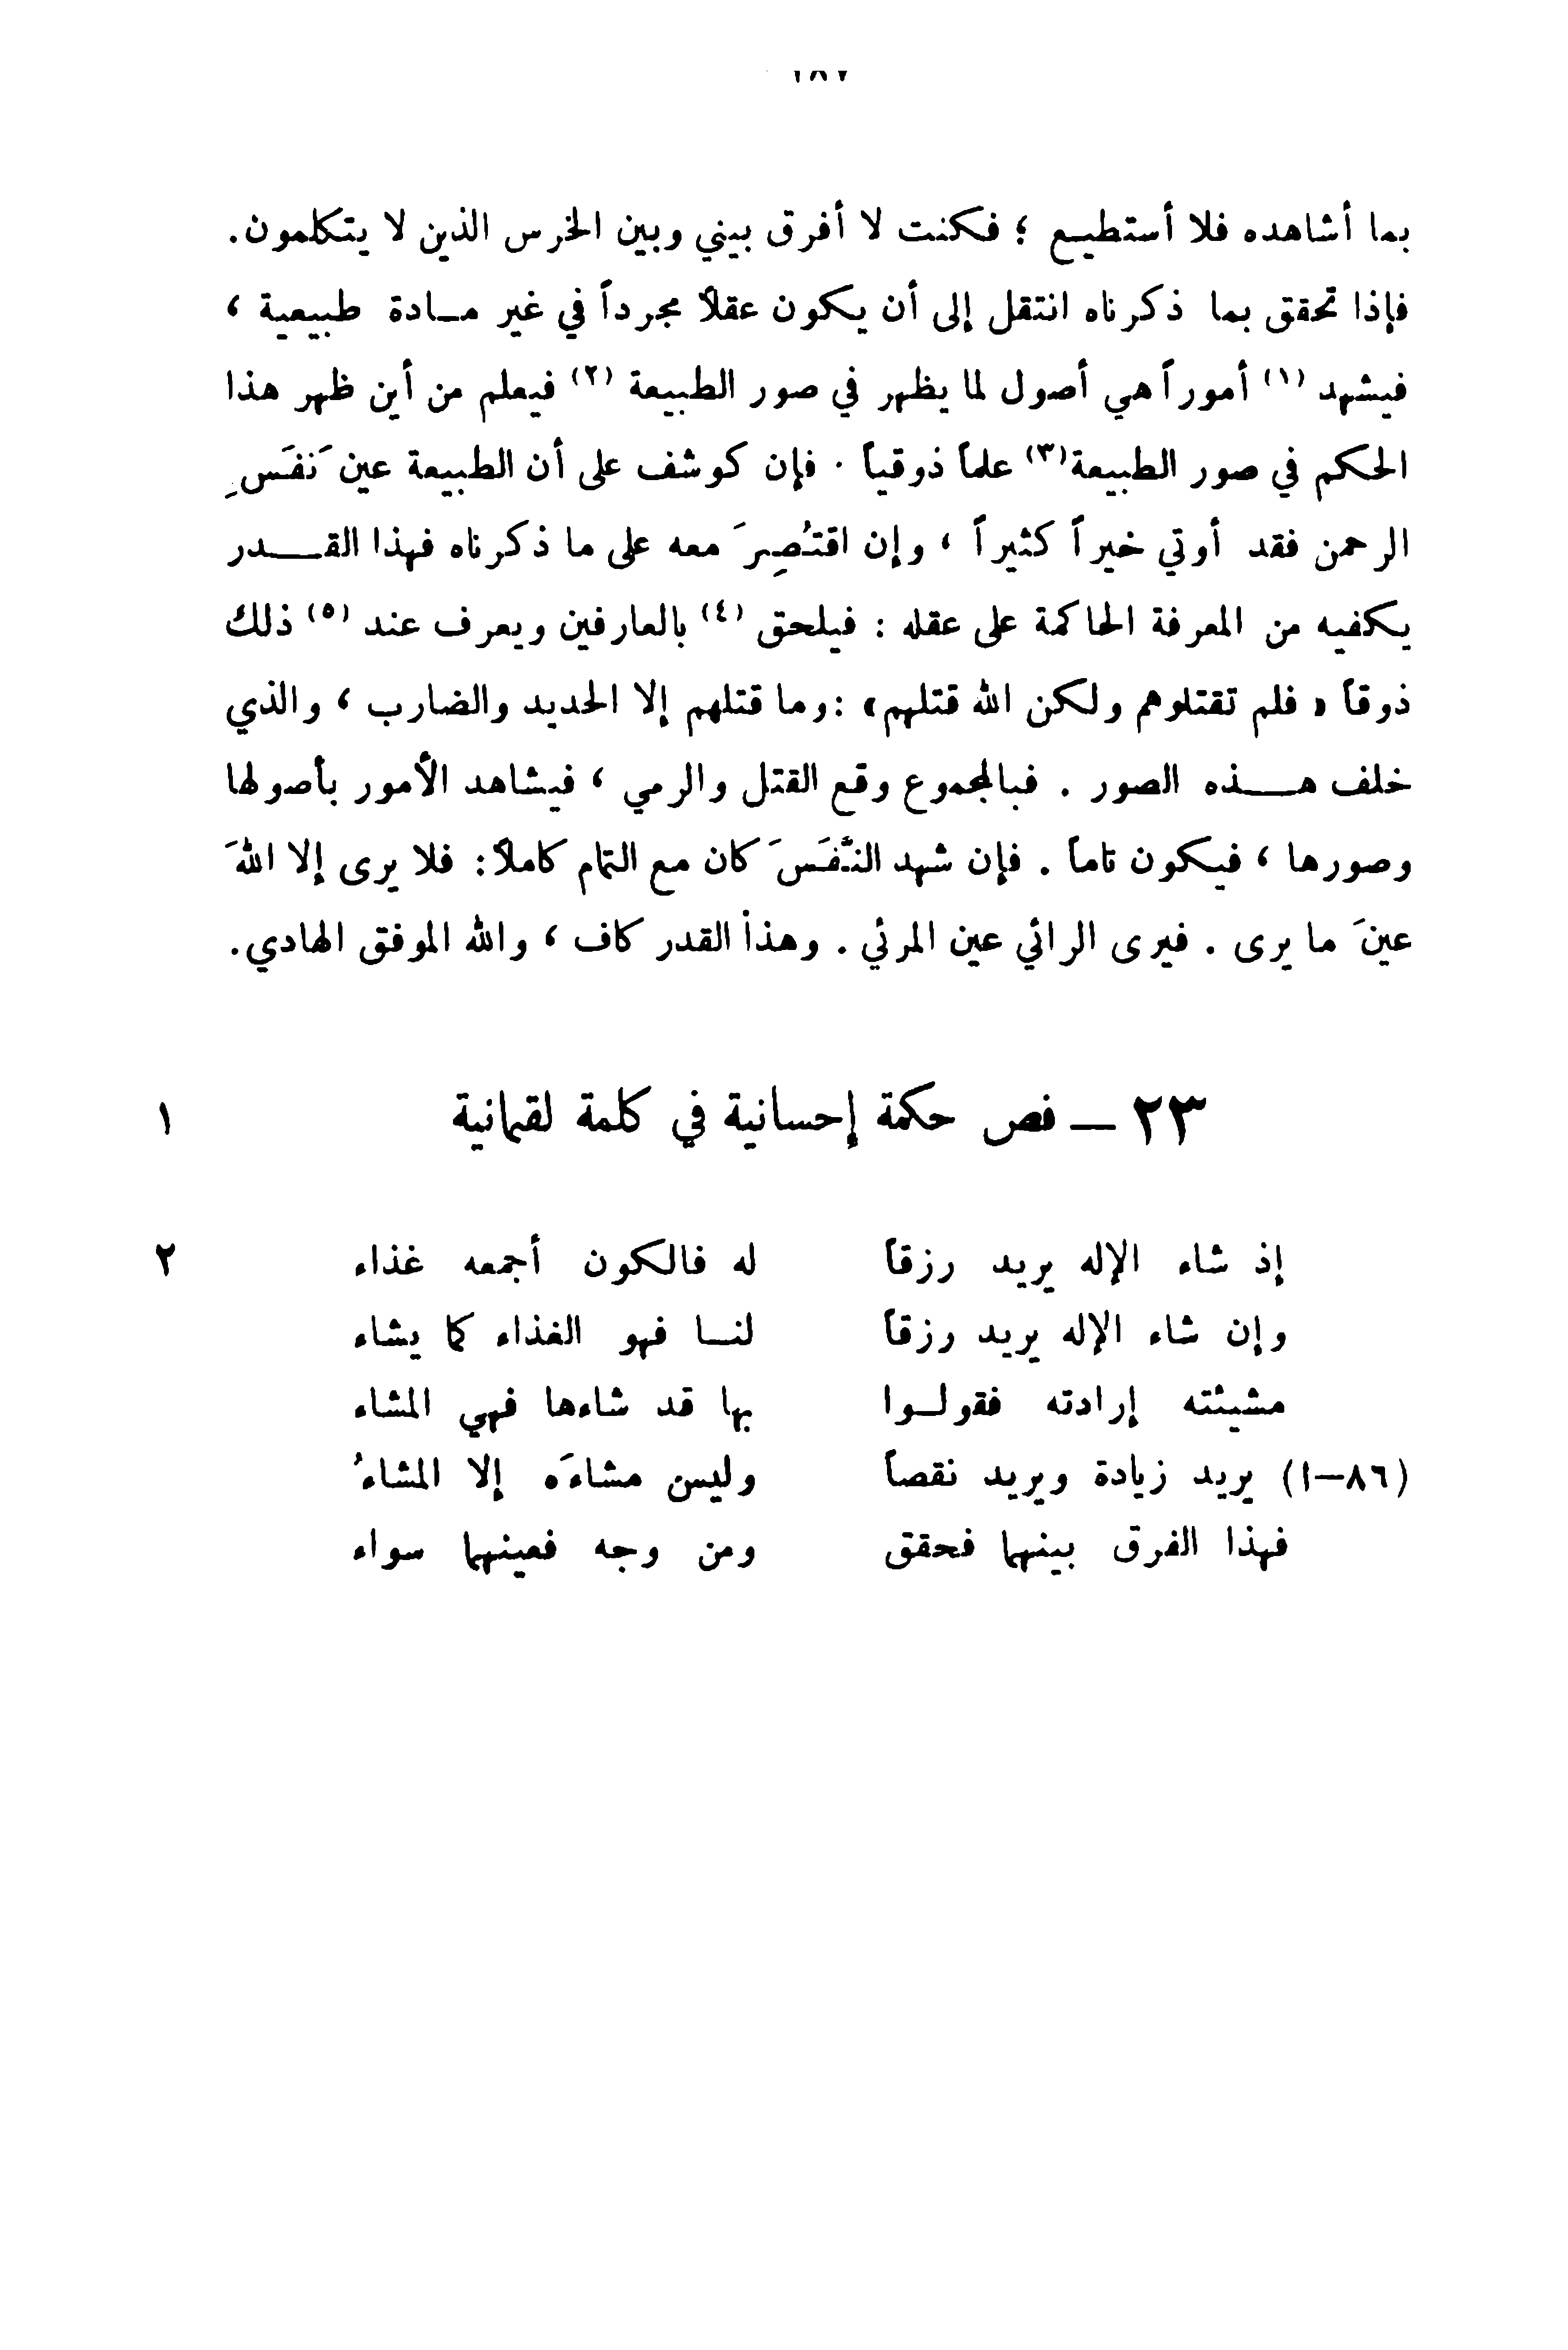 ١٨٧
بما أشاهده فلا أستطيع ؛ فكنت لا أفرق بيني وبين الخرس الذين لا يتكلمون.
فإذا تحقق بما ذكرناه انتقل إلى أن يكون عقلاً مجرداً في غير مادة طبيعية ،
فيشهد (١) أموراً هي أصول لما يظهر في صور الطبيعة (٢) فيعلم من أين ظهر هذا
الحكم في صور الطبيعة(٣) علماً ذوقياً . فإن كوشف على أن الطبيعة عين نَفَسِ
الرحمن فقد أوتي خيراً كثيراً ، وإن اقتُصِرَ معه على ما ذكرناه فهذا القدر
يكفيه من المعرفة الحاكمة على عقله : فيلحق (٤) بالعارفين ويعرف عند (٥) ذلك
ذوقاً « فلم تقتلوهم ولكن الله قتلهم» :وما قتلهم إلا الحديد والضارب ، والذي
خلف هذه الصور . فبالمجموع وقع القتل والرمي ، فيشاهد الأمور بأصولها
وصورها ، فيكون تاماً . فإن شهد النَّفَسَ كان مع التمام كاملاً: فلا يرى إلا اللهَ
عينَ ما يرى . فيرى الرائي عين المرئي . وهذا القدر كاف ، والله الموفق الهادي.
٢٣ – فص حكمة إحسانية في كلمة لقمانية ١
إذ شاء الإله يريد رزقاً له فالكون أجمعه غذاء ٢
وإن شاء الإله يريد رزقاً لنا فهو الغذاء كما يشاء
مشيئته إرادته فقولوا بها قد شاءها فهي المشاء
(٨٦–١) يريد زيادة ويريد نقصاً وليس مشاءَه إلا المشاءُ
فهذا الفرق بينهما فحقق ومن وجه فعينهما سواء